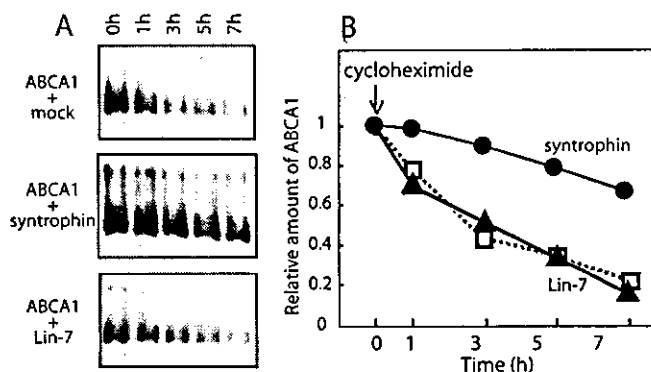 A
0h 1h 3h 5h 7h
ABCA1
+
mock
ABCA1
+
syntrophin
ABCA1
+
Lin-7
B
cycloheximide
Relative amount of ABCA1
1
0.8
0.6
0.4
0.2
0
syntrophin
Lin-7
0 1 3 5 7
Time (h)